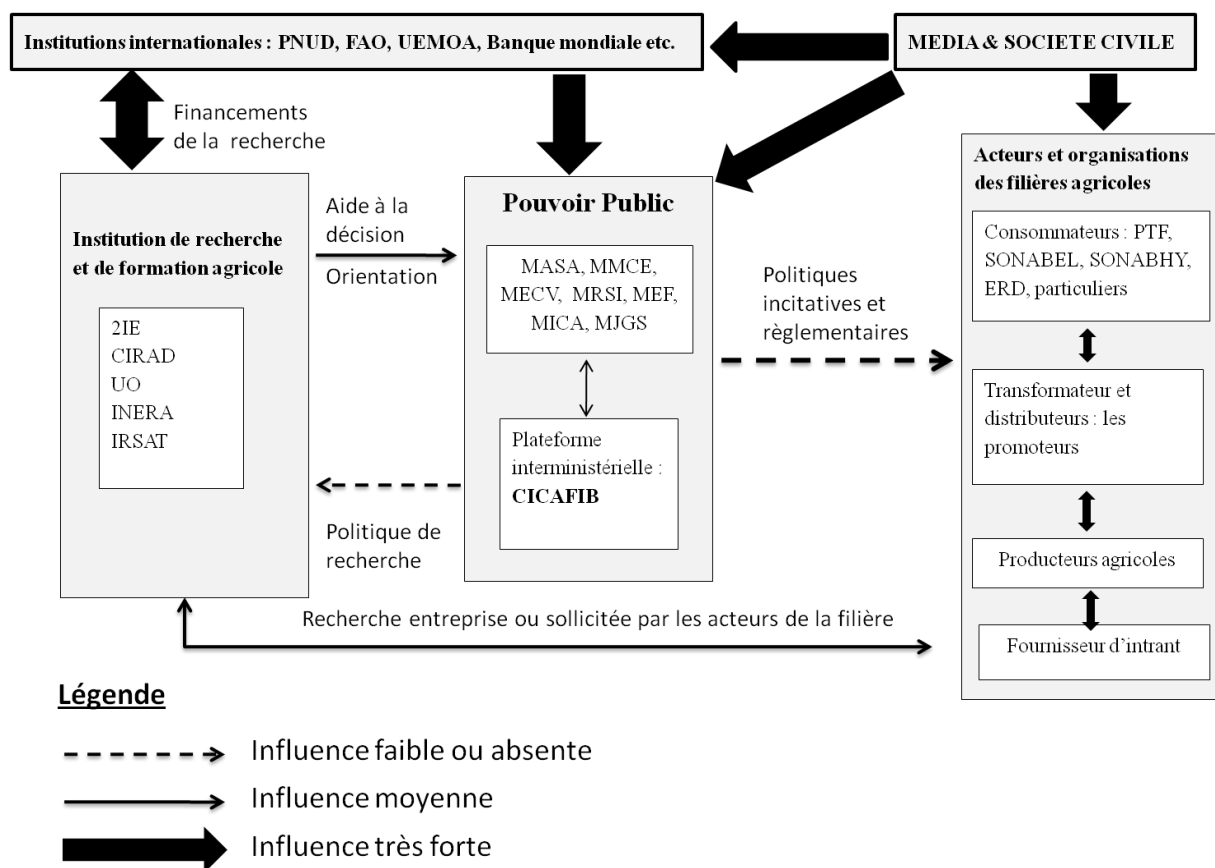 Institutions internationales : PNUD, FAO, UEMOA, Banque mondiale etc.
MEDIA & SOCIETE CIVILE
Financements
de la recherche
Institution de recherche
et de formation agricole
2IE
CIRAD
UO
INERA
IRSAT
Aide à la
décision
Orientation
Pouvoir Public
MASA, MMCE,
MECV, MRSI, MEF,
MICA, MJGS
Plateforme
interministérielle :
CICAFIB
Politique de
recherche
Politiques
incitatives et
règlementaires
Acteurs et organisations
des filières agricoles
Consommateurs : PTF,
SONABEL, SONABHY,
ERD, particuliers
Transformateur et
distributeurs : les
promoteurs
Producteurs agricoles
Fournisseur d’intrant
Recherche entreprise ou sollicitée par les acteurs de la filière
Légende
Influence faible ou absente
Influence moyenne
Influence très forte